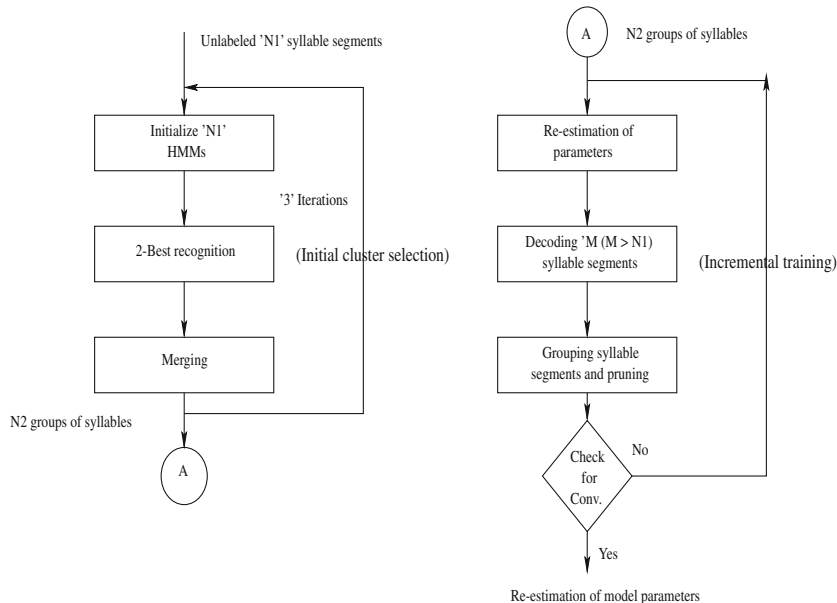 Unlabeled 'N1' syllable segments
Initialize 'N1'
HMMs
'3' Iterations
2-Best recognition
(Initial cluster selection)
Merging
N2 groups of syllables
A
A
N2 groups of syllables
Re-estimation of
parameters
Decoding 'M (M > N1)
syllable segments
(Incremental training)
Grouping syllable
segments and pruning
Check
for
Conv.
No
Yes
Re-estimation of model parameters